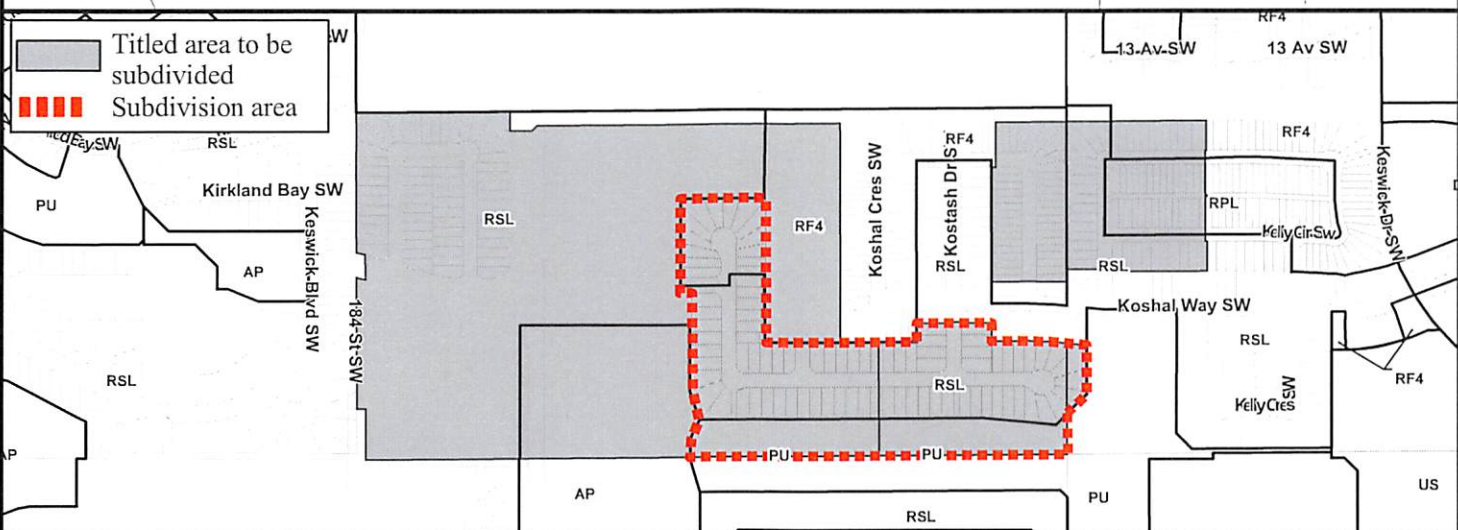 Titled area to be
subdivided
Subdivision area
W
RF4
13 Av SW
13 Av SW
SW
RSL
RF4
RF4
Kirkland Bay SW
PU
RSL
RF4
Koshal Cres SW
Kostash Dr S
RPL
Keswick Dr SW
Kelly Cir SW
Keswick Blvd SW
AP
RSL
RSL
184 St SW
Koshal Way SW
RSL
RSL
RSL
RF4
Kelly Cres
SW
AP
PU
PU
AP
PU
US
RSL